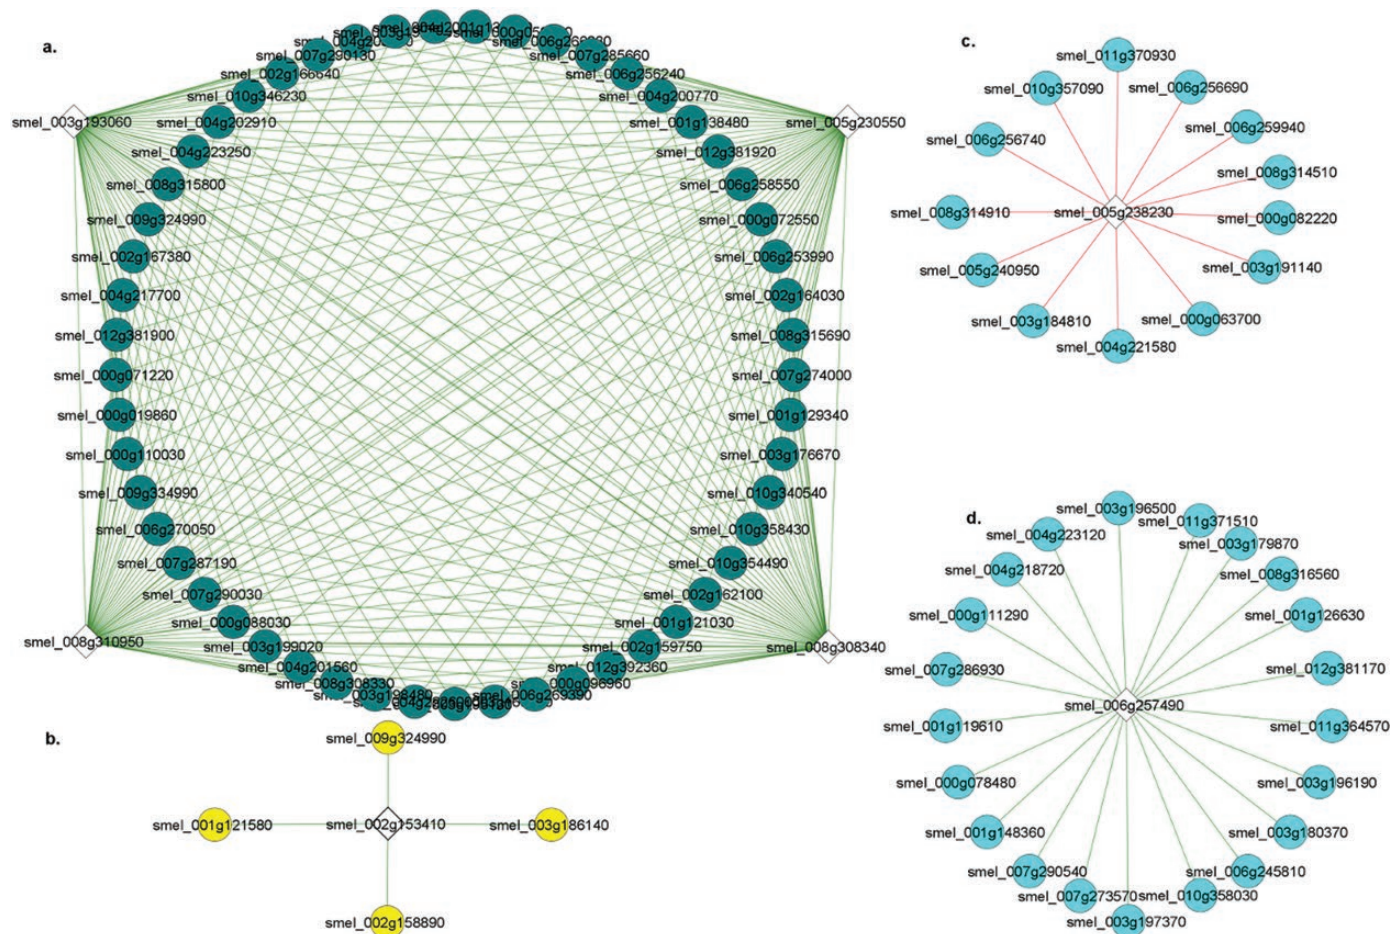 a.
smel_007g290130
smel_007g285660
smel_002g166640
smel_006g256240
smel_010g346230
smel_004g200770
smel_003g193060
smel_004g202910
smel_001g138480
smel_005g230550
smel_004g223250
smel_012g381920
smel_008g315800
smel_006g258550
smel_009g324990
smel_000g072550
smel_002g167380
smel_006g253990
smel_004g217700
smel_002g164030
smel_012g381900
smel_008g315690
smel_000g071220
smel_007g274000
smel_000g019860
smel_001g129340
smel_000g110030
smel_003g176670
smel_009g334990
smel_010g340540
smel_006g270050
smel_010g358430
smel_007g287190
smel_010g354490
smel_007g290030
smel_002g162100
smel_000g088030
smel_001g121030
smel_008g310950
smel_003g199020
smel_002g159750
smel_008g308340
smel_004g201560
smel_012g392360
smel_008g308330
smel_000g096960
smel_003g198480
smel_006g269390
b.
smel_009g324990
smel_001g121580
smel_002g153410
smel_003g186140
smel_002g158890
c.
smel_011g370930
smel_010g357090
smel_006g256690
smel_006g256740
smel_006g259940
smel_008g314510
smel_008g314910
smel_005g238230
smel_000g082220
smel_005g240950
smel_003g191140
smel_003g184810
smel_000g063700
smel_004g221580
d.
smel_003g196500
smel_011g371510
smel_004g223120
smel_003g179870
smel_004g218720
smel_008g316560
smel_000g111290
smel_001g126630
smel_007g286930
smel_012g381170
smel_006g257490
smel_001g119610
smel_011g364570
smel_000g078480
smel_003g196190
smel_001g148360
smel_003g180370
smel_007g290540
smel_006g245810
smel_007g273570
smel_010g358030
smel_003g197370